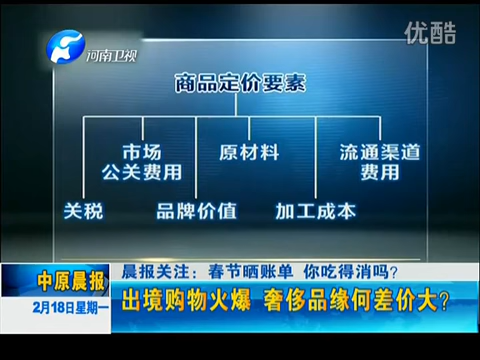 河南卫视
优酷
商品定价要素
市场
公关费用
原材料
流通渠道
费用
关税
品牌价值
加工成本
中原晨报
2月18日星期一
晨报关注：春节晒账单 你吃得消吗？
出境购物火爆 奢侈品缘何差价大？